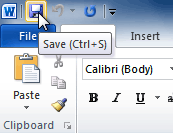 W
File
Insert
Save (Ctrl+S)
Paste
Calibri (Body)
B I U
Clipboard